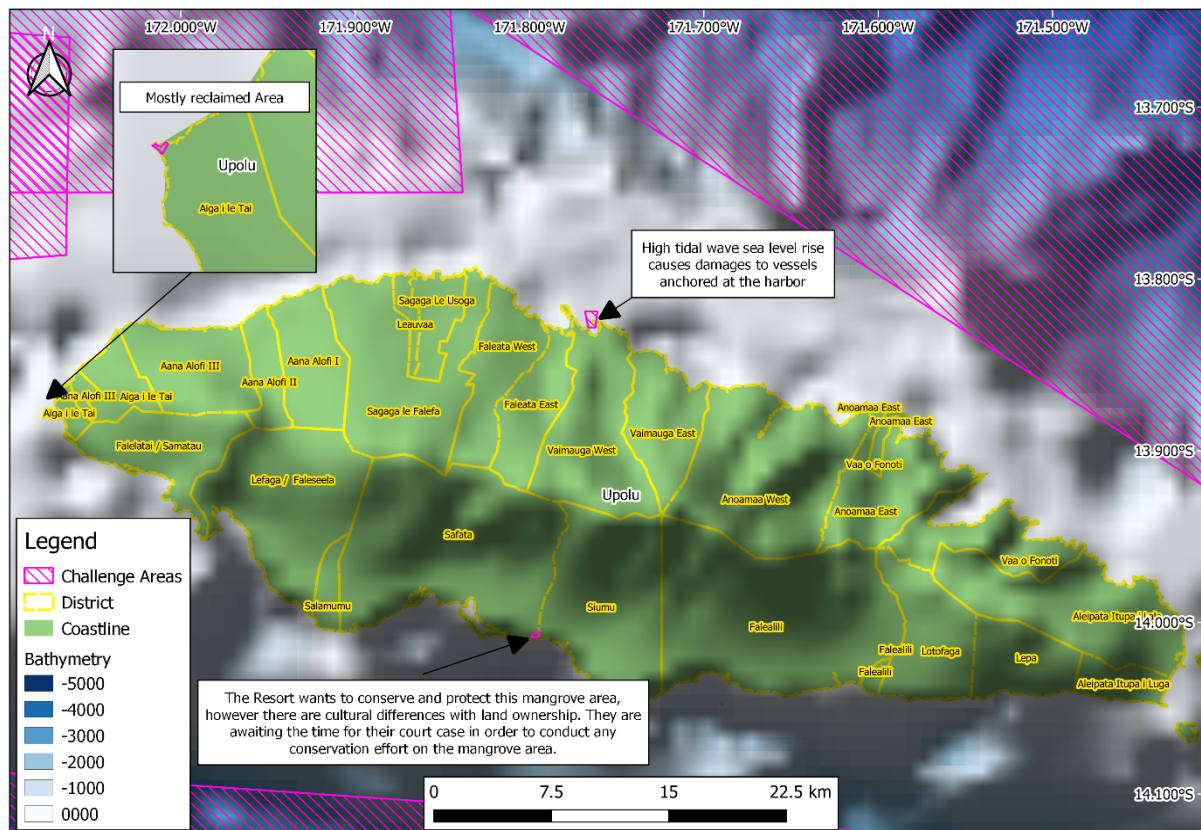 172.000°W
171.900°W
171.800°W
171.700°W
171.600°W
171.500°W
N
Mostly reclaimed Area
Upolu
Aiga i le Tai
13.700°S
13.800°S
13.900°S
14.000°S
14.100°S
High tidal wave sea level rise
causes damages to vessels
anchored at the harbor
Sagaga Le Usoga
Leauvaa
Faleata West
Aana Alofi III
Aana Alofi I
Aana Alofi II
Aana Alofi III
Aiga i le Tai
Aiga i le Tai
Sagaga le Falefa
Faleata East
Falelatai / Samatau
Vaimauga West
Vaimauga East
Anoamaa East
Anoamaa East
Vaa o Fonoti
Lefaga / Faleseela
Upolu
Anoamaa West
Anoamaa East
Safata
Vaa o Fonoti
Salamumu
Siumu
Falealili
Aleipata Itupa i
Falealili
Lotofaga
Lepa
Falealili
Aleipata Itupa i Luga
The Resort wants to conserve and protect this mangrove area,
however there are cultural differences with land ownership. They are
awaiting the time for their court case in order to conduct any
conservation effort on the mangrove area.
Legend
Challenge Areas
District
Coastline
Bathymetry
-5000
-4000
-3000
-2000
-1000
0000
0 7.5 15 22.5 km